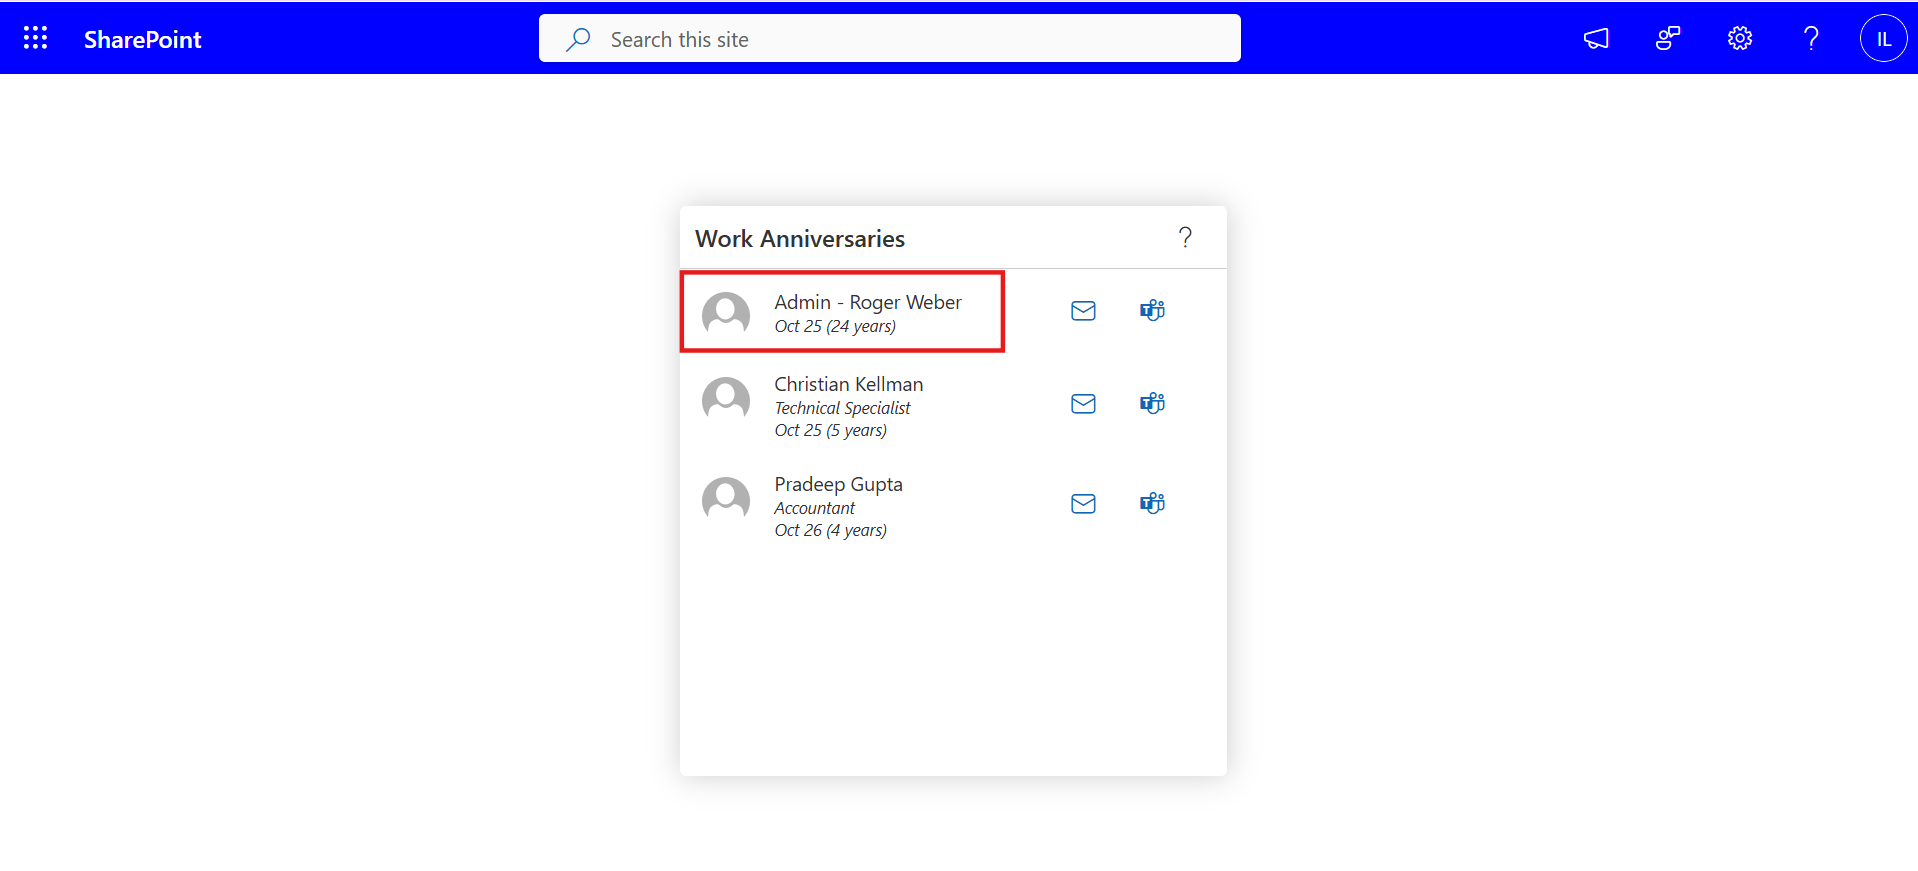 SharePoint
Search this site
IL
Work Anniversaries
?
Admin - Roger Weber
Oct 25 (24 years)
Christian Kellman
Technical Specialist
Oct 25 (5 years)
Pradeep Gupta
Accountant
Oct 26 (4 years)